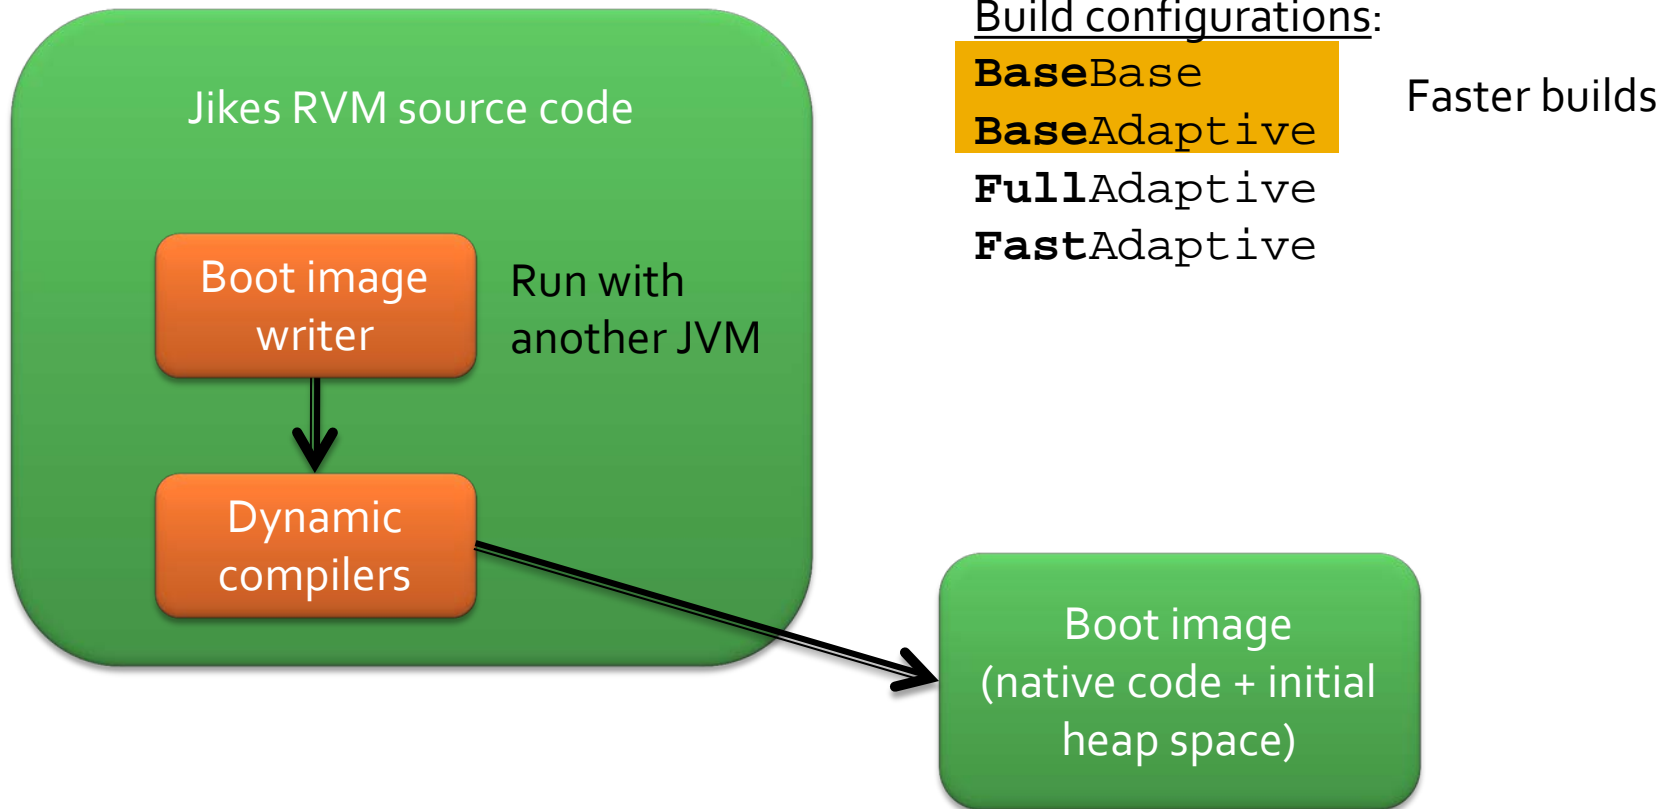 Jikes RVM source code
Boot image
writer
Run with
another JVM
Dynamic
compilers
Boot image
(native code + initial
heap space)
Build configurations:
BaseBase
BaseAdaptive
FullAdaptive
FastAdaptive
Faster builds